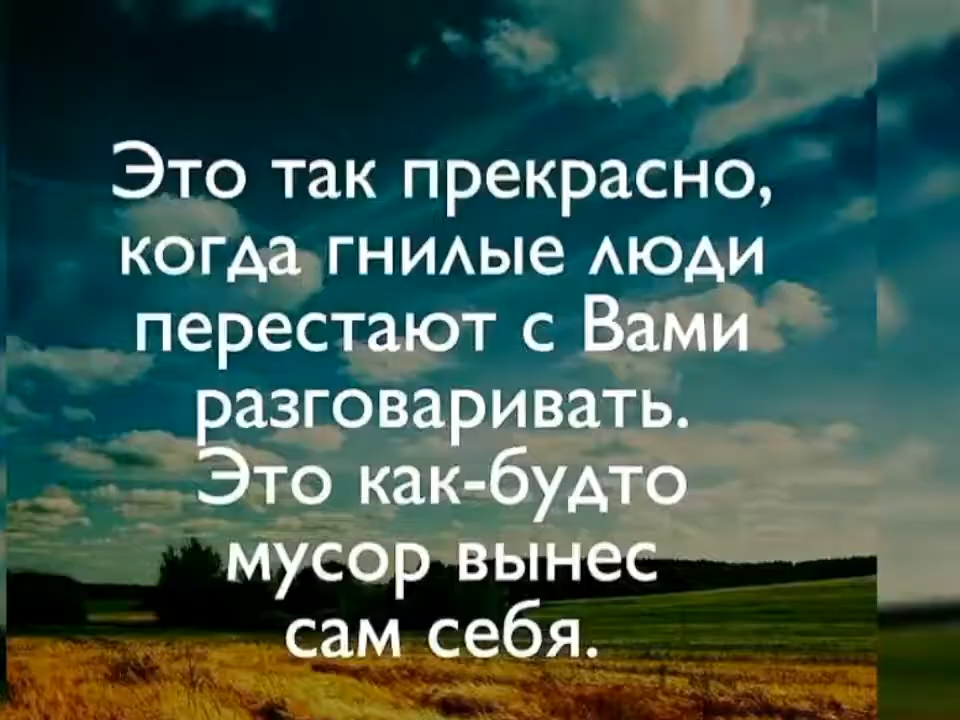 Это так прекрасно,
когда гнилые люди
перестают с Вами
разговаривать.
Это как-будто
мусор вынес
сам себя.